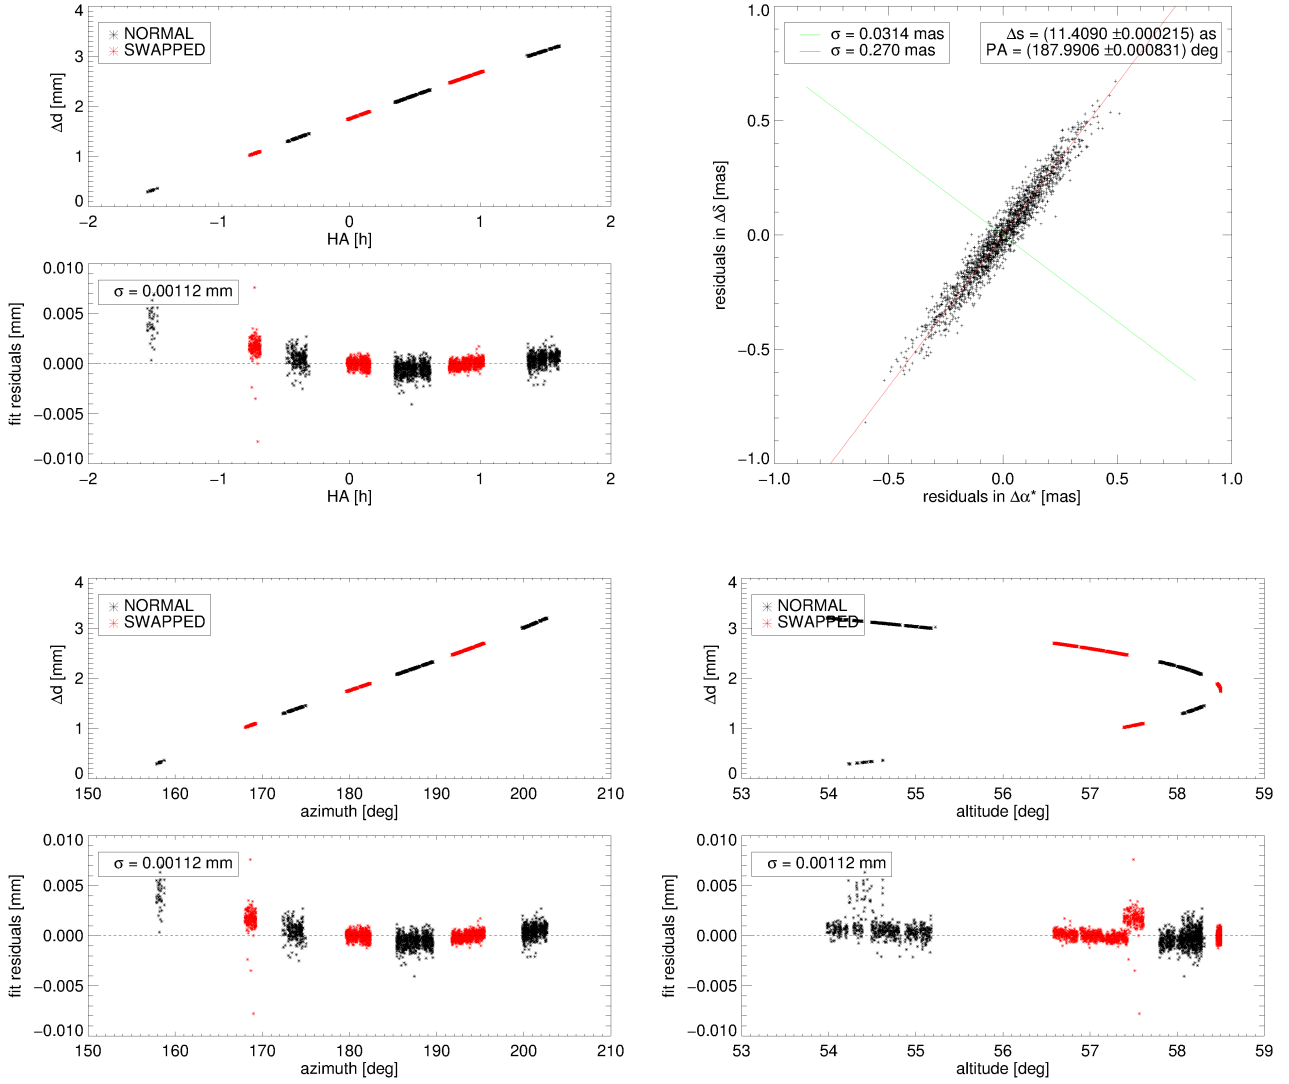 4
3
2
1
0
Δd [mm]
NORMAL
SWAPPED
−2 −1 0 1 2
HA [h]
0.010
0.005
0.000
−0.005
−0.010
fit residuals [mm]
σ = 0.00112 mm
−2 −1 0 1 2
HA [h]
1.0
0.5
0.0
−0.5
−1.0
residuals in Δδ [mas]
σ = 0.0314 mas
σ = 0.270 mas
Δs = (11.4090 ±0.000215) as
PA = (187.9906 ±0.000831) deg
−1.0 −0.5 0.0 0.5 1.0
residuals in Δα* [mas]
4
3
2
1
0
Δd [mm]
NORMAL
SWAPPED
150 160 170 180 190 200 210
azimuth [deg]
0.010
0.005
0.000
−0.005
−0.010
fit residuals [mm]
σ = 0.00112 mm
150 160 170 180 190 200 210
azimuth [deg]
4
3
2
1
0
Δd [mm]
NORMAL
SWAPPED
53 54 55 56 57 58 59
altitude [deg]
0.010
0.005
0.000
−0.005
−0.010
fit residuals [mm]
σ = 0.00112 mm
53 54 55 56 57 58 59
altitude [deg]